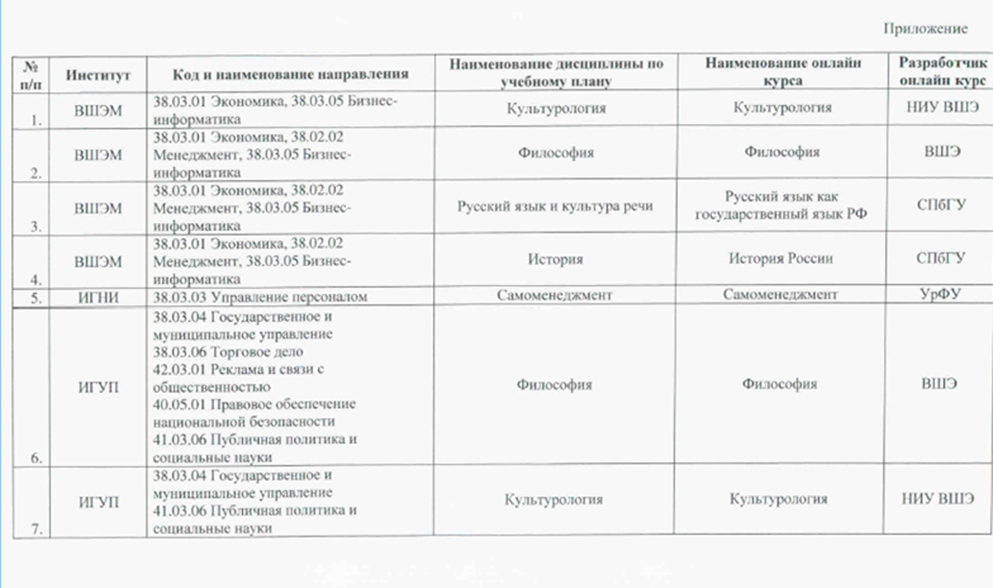 Приложение
№ п/п | Институт | Код и наименование направления | Наименование дисциплины по учебному плану | Наименование онлайн курса | Разработчик онлайн курс
1. | ВШЭМ | 38.03.01 Экономика, 38.03.05 Бизнес-
информатика | Культурология | Культурология | НИУ ВШЭ
2. | ВШЭМ | 38.03.01 Экономика, 38.02.02
Менеджмент, 38.03.05 Бизнес-
информатика | Философия | Философия | ВШЭ
3. | ВШЭМ | 38.03.01 Экономика, 38.02.02
Менеджмент, 38.03.05 Бизнес-
информатика | Русский язык и культура речи | Русский язык как
государственный язык РФ | СПбГУ
4. | ВШЭМ | 38.03.01 Экономика, 38.02.02
Менеджмент, 38.03.05 Бизнес-
информатика | История | История России | СПбГУ
5. | ИГНИ | 38.03.03 Управление персоналом | Самоменеджмент | Самоменеджмент | УрФУ
6. | ИГУП | 38.03.04 Государственное и
муниципальное управление
38.03.06 Торговое дело
42.03.01 Реклама и связи с
общественностью
40.05.01 Правовое обеспечение
национальной безопасности
41.03.06 Публичная политика и
социальные науки | Философия | Философия | ВШЭ
7. | ИГУП | 38.03.04 Государственное и
муниципальное управление
41.03.06 Публичная политика и
социальные науки | Культурология | Культурология | НИУ ВШЭ